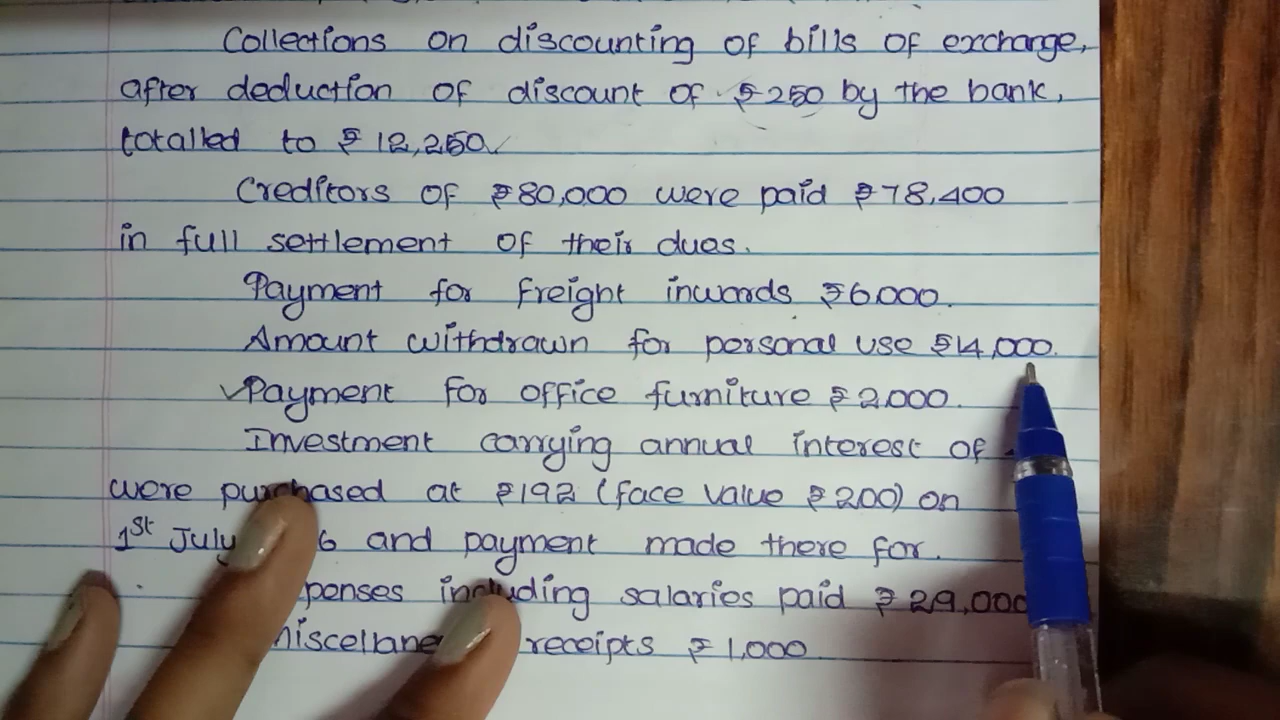 Collections on discounting of bills of exchange,
after deduction of discount of ₹250 by the bank,
totalled to ₹12,250
Creditors of ₹80,000 were paid ₹78,400
in full settlement of their dues.
Payment for freight inwards ₹6000.
Amount withdrawn for personal use ₹14,000.
Payment for office furniture ₹2000.
Investment carrying annual interest of
were purchased at ₹192 (face value ₹200) on
1st July 6 and payment made there for.
penses including salaries paid ₹29,000
receipts ₹1,000